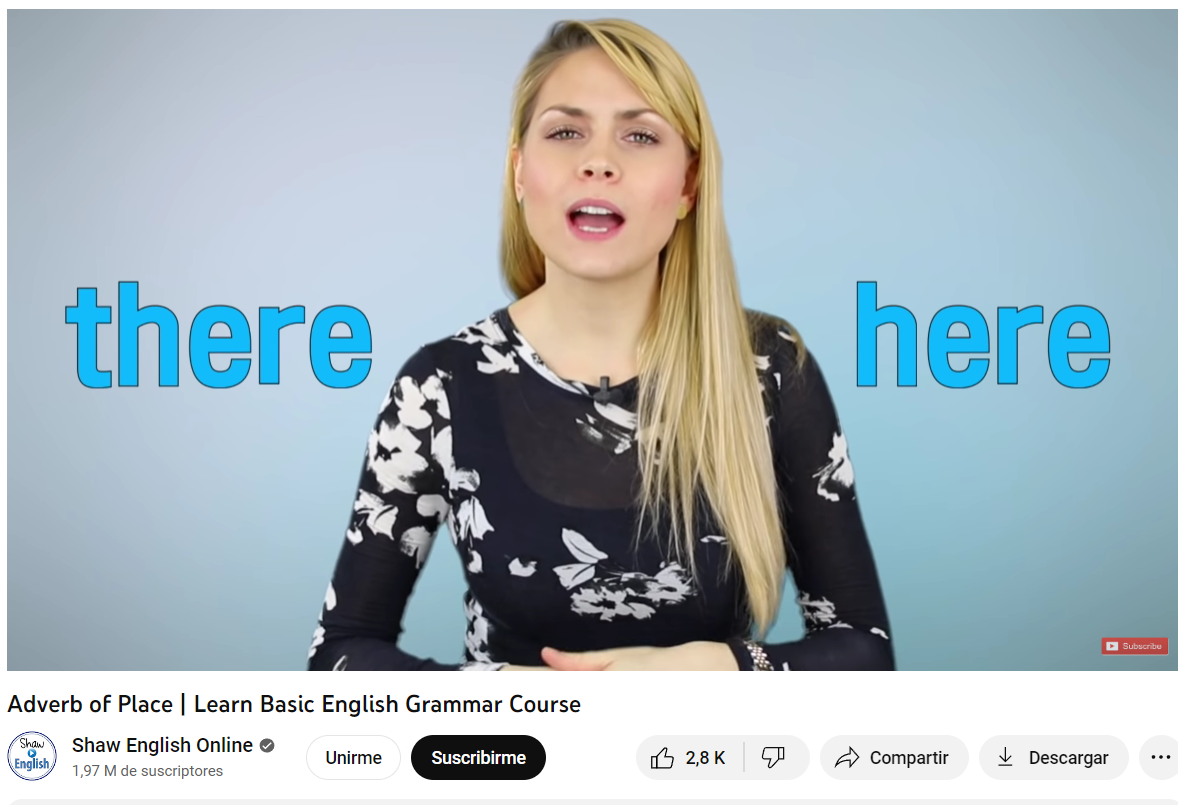 there here
Subscribe
Adverb of Place | Learn Basic English Grammar Course
Shaw English
Shaw English Online
1,97 M de suscriptores
Unirme
Suscribirme
2,8 K
Compartir
Descargar